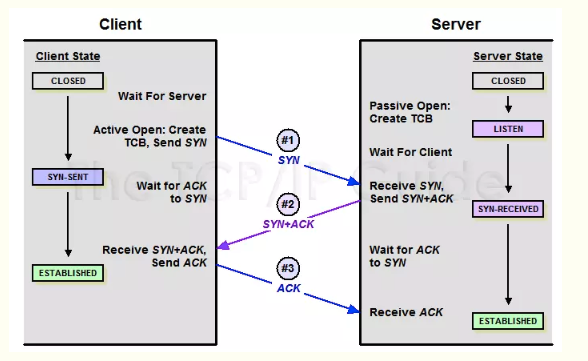 Client
Server
Client State
CLOSED
Wait For Server
Active Open: Create
TCB, Send SYN
SYN-SENT
Wait for ACK
to SYN
Receive SYN+ACK,
Send ACK
ESTABLISHED
#1
SYN
#2
SYN+ACK
#3
ACK
Server State
CLOSED
Passive Open:
Create TCB
LISTEN
Wait For Client
Receive SYN,
Send SYN+ACK
SYN-RECEIVED
Wait for ACK
to SYN
Receive ACK
ESTABLISHED
The TCP/IP Guide